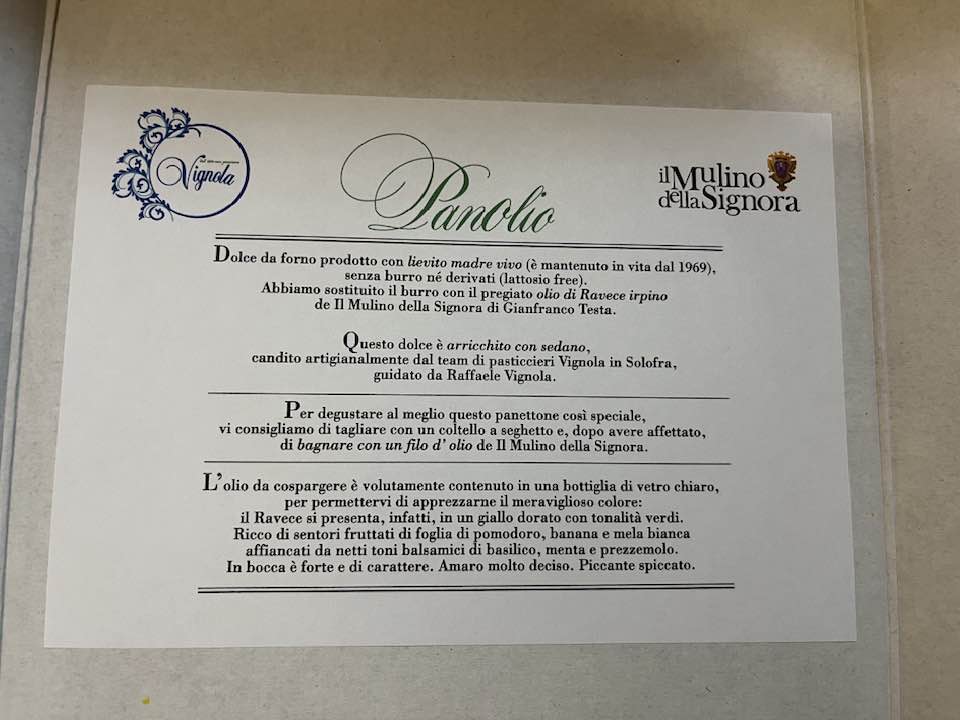 Vignola
Panolio
il Mulino
della Signora
Dolce da forno prodotto con lievito madre vivo (è mantenuto in vita dal 1969),
senza burro né derivati (lattosio free).
Abbiamo sostituito il burro con il pregiato olio di Ravece irpino
de Il Mulino della Signora di Gianfranco Testa.
Questo dolce è arricchito con sedano,
candito artigianalmente dal team di pasticcieri Vignola in Solofra,
guidato da Raffaele Vignola.
Per degustare al meglio questo panettone così speciale,
vi consigliamo di tagliare con un coltello a seghetto e, dopo avere affettato,
di bagnare con un filo d' olio de Il Mulino della Signora.
L'olio da cospargere è volutamente contenuto in una bottiglia di vetro chiaro,
per permettervi di apprezzarne il meraviglioso colore:
il Ravece si presenta, infatti, in un giallo dorato con tonalità verdi.
Ricco di sentori fruttati di foglia di pomodoro, banana e mela bianca
affiancati da netti toni balsamici di basilico, menta e prezzemolo.
In bocca è forte e di carattere. Amaro molto deciso. Piccante spiccato.